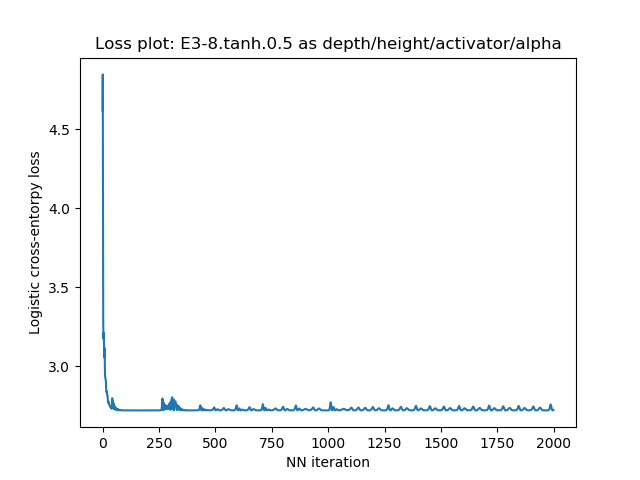 Loss plot: E3-8.tanh.0.5 as depth/height/activator/alpha
Logistic cross-entorpy loss
4.5
4.0
3.5
3.0
0 250 500 750 1000 1250 1500 1750 2000
NN iteration